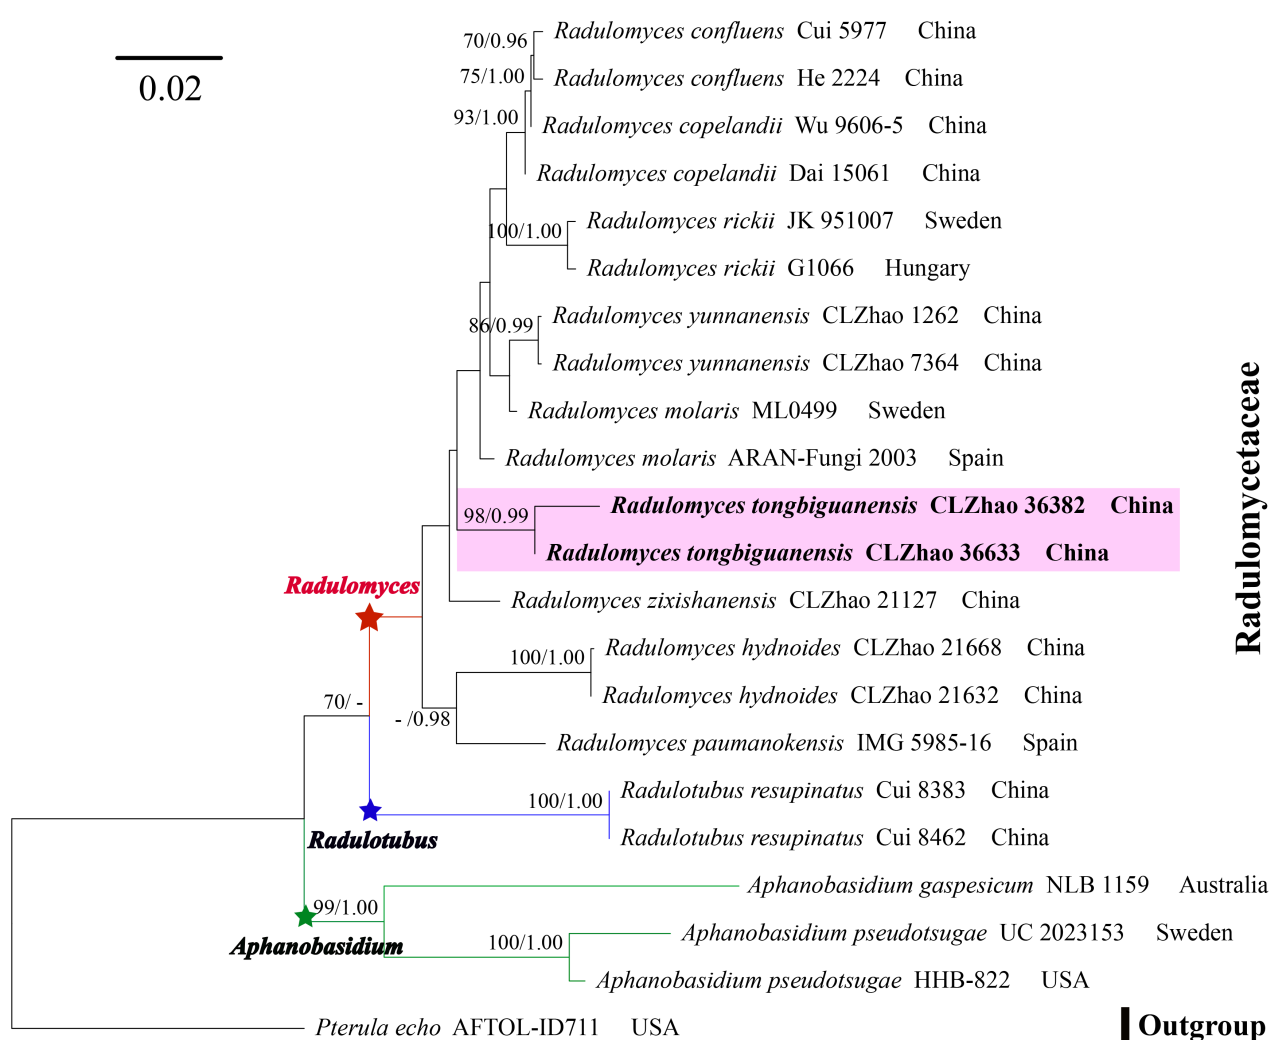 0.02
70/0.96
Radulomyces confluens Cui 5977 China
75/1.00
Radulomyces confluens He 2224 China
93/1.00
Radulomyces copelandii Wu 9606-5 China
Radulomyces copelandii Dai 15061 China
Radulomyces rickii JK 951007 Sweden
100/1.00
Radulomyces rickii G1066 Hungary
Radulomyces yunnanensis CLZhao 1262 China
86/0.99
Radulomyces yunnanensis CLZhao 7364 China
Radulomyces molaris ML0499 Sweden
Radulomyces molaris ARAN-Fungi 2003 Spain
Radulomyces tongbiguanensis CLZhao 36382 China
98/0.99
Radulomyces tongbiguanensis CLZhao 36633 China
Radulomyces
Radulomyces zixishanensis CLZhao 21127 China
Radulomyces hydnoides CLZhao 21668 China
100/1.00
Radulomyces hydnoides CLZhao 21632 China
70/ -
- /0.98
Radulomyces paumanokensis IMG 5985-16 Spain
Radulotubus resupinatus Cui 8383 China
100/1.00
Radulotubus resupinatus Cui 8462 China
Radulotubus
Aphanobasidium gaspesicum NLB 1159 Australia
99/1.00
Aphanobasidium
Aphanobasidium pseudotsugae UC 2023153 Sweden
100/1.00
Aphanobasidium pseudotsugae HHB-822 USA
Pterula echo AFTOL-ID711 USA
Outgroup
Radulomycetaceae